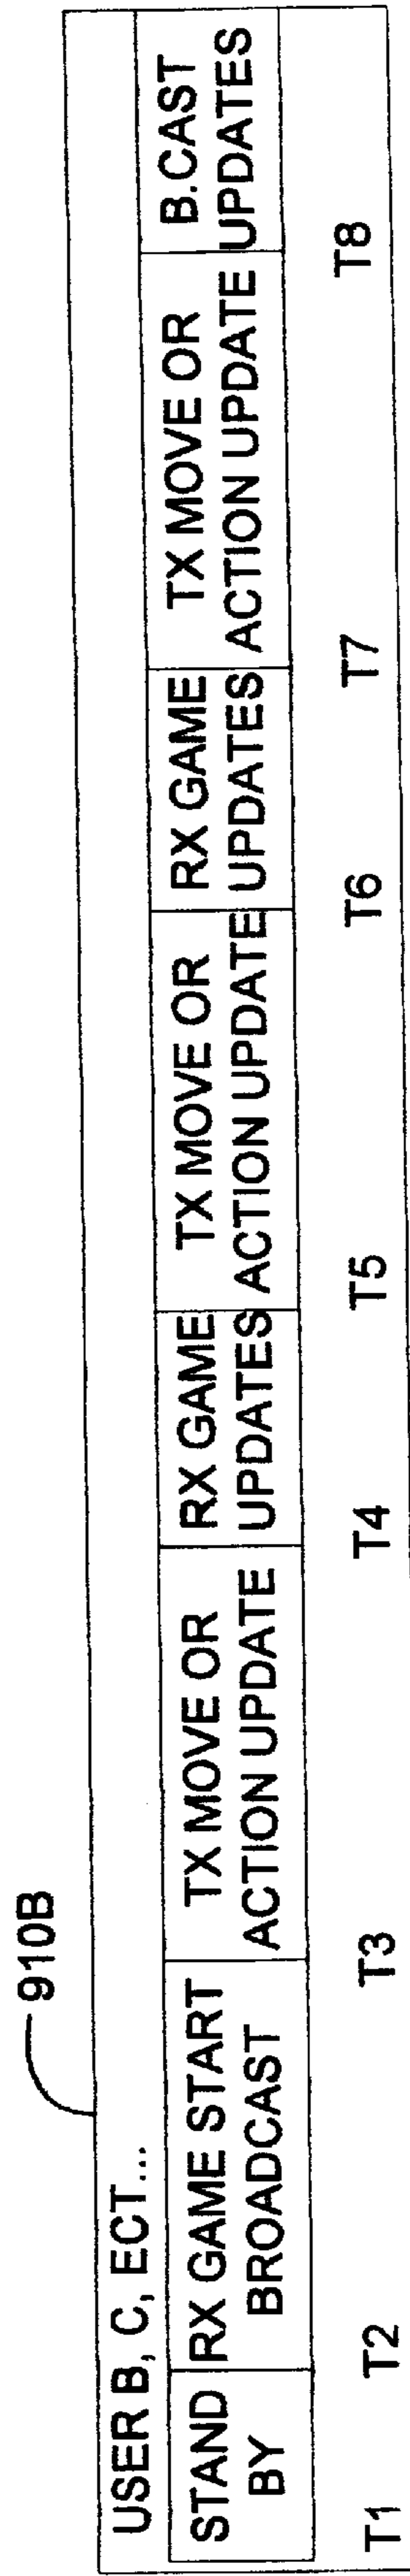 910B
USER B, C, ECT...
STAND
BY
RX GAME START
BROADCAST
TX MOVE OR
ACTION UPDATE
RX GAME
UPDATES
TX MOVE OR
ACTION UPDATE
RX GAME
UPDATES
TX MOVE OR
ACTION UPDATE
B.CAST
UPDATES
T1 T2 T3 T4 T5 T6 T7 T8